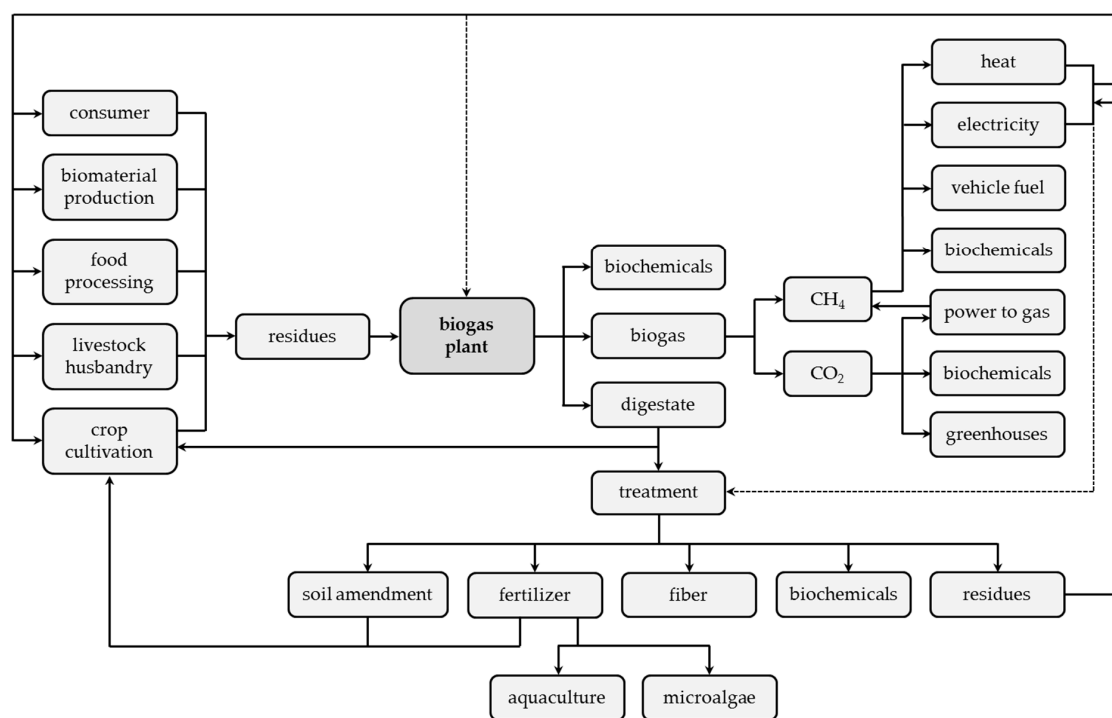 heat
consumer
electricity
biomaterial
production
vehicle fuel
food
processing
biochemicals
biochemicals
CH₄
power to gas
biogas
plant
residues
biogas
livestock
husbandry
CO₂
biochemicals
digestate
crop
cultivation
greenhouses
treatment
soil amendment
fertilizer
fiber
biochemicals
residues
aquaculture
microalgae